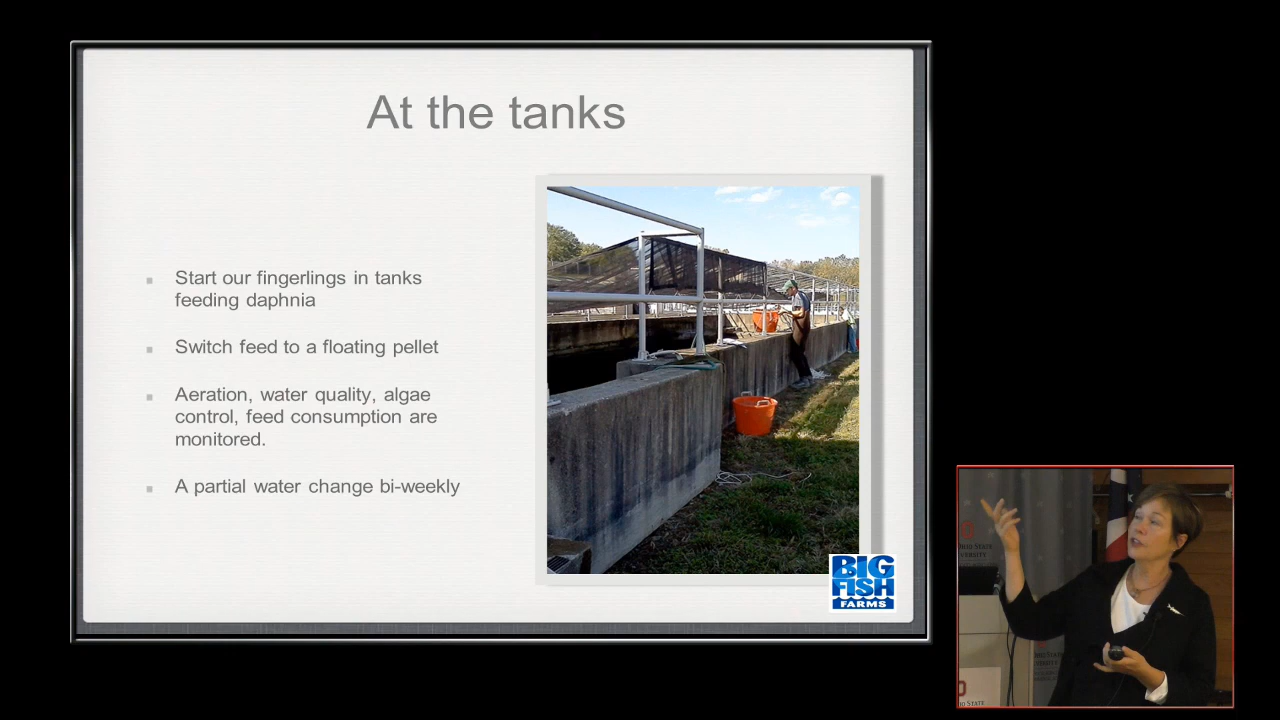 At the tanks
Start our fingerlings in tanks
feeding daphnia
Switch feed to a floating pellet
Aeration, water quality, algae
control, feed consumption are
monitored.
A partial water change bi-weekly
BIG
FISH
FARMS